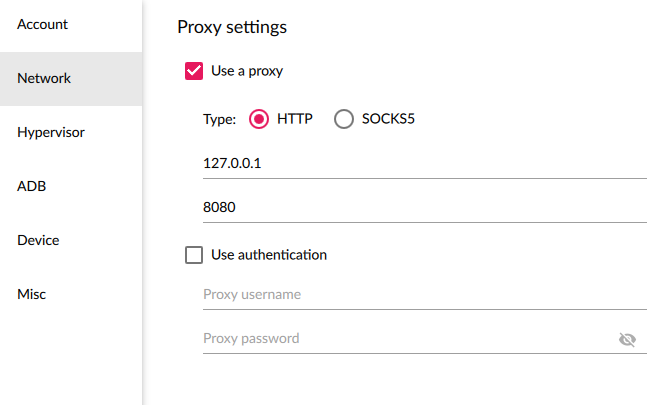 Account
Network
Hypervisor
ADB
Device
Misc
Proxy settings
Use a proxy
Type: HTTP SOCKS5
127.0.0.1
8080
Use authentication
Proxy username
Proxy password